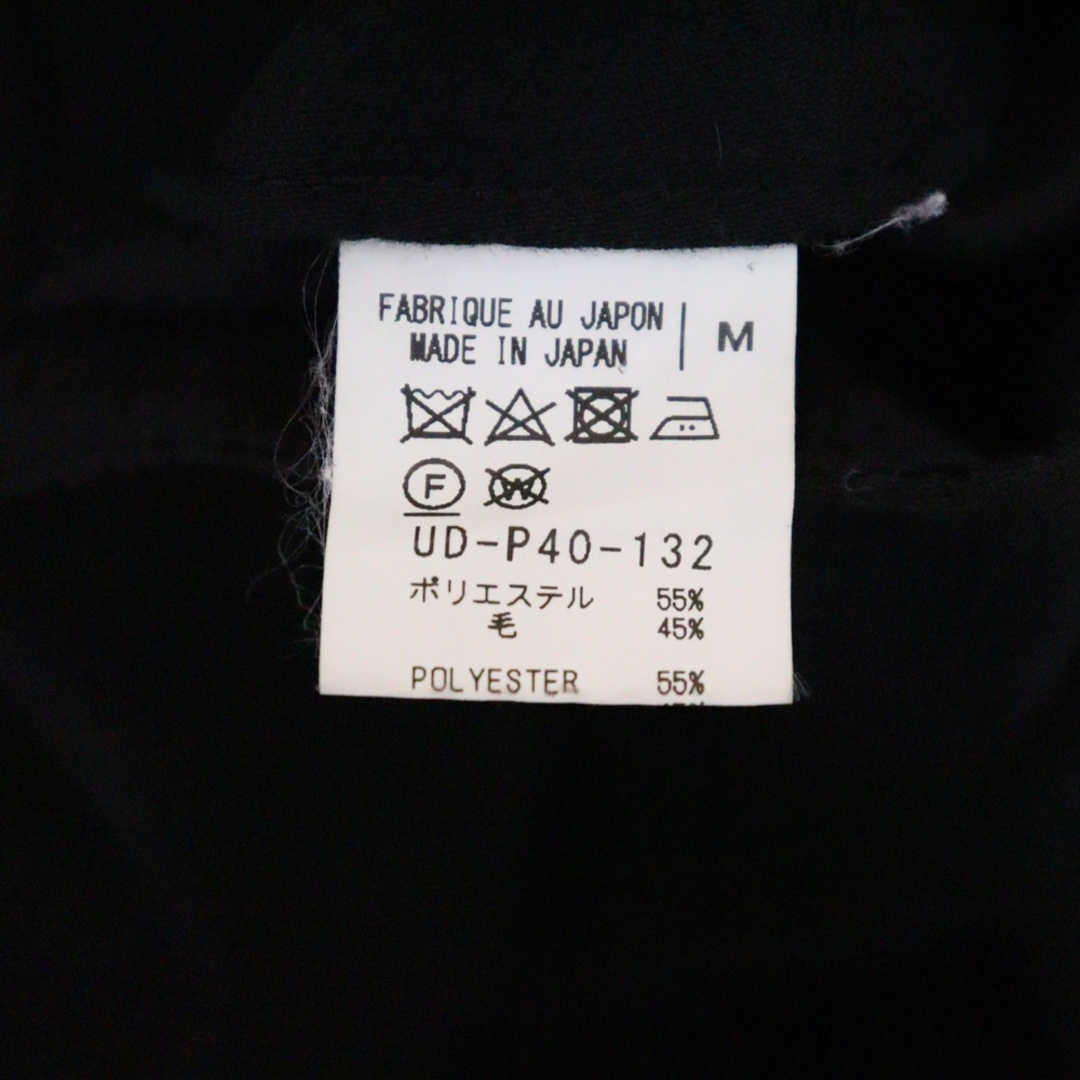 FABRIQUE AU JAPON
MADE IN JAPAN
M
F
W
UD-P40-132
ポリエステル 55%
毛 45%
POLYESTER 55%